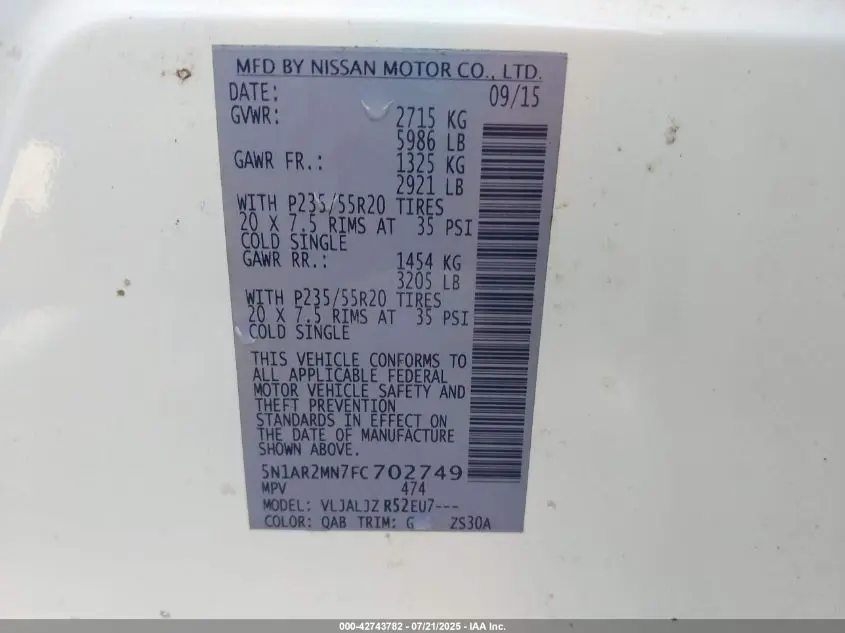 MFD BY NISSAN MOTOR CO., LTD.
DATE: 09/15
GVWR: 2715 KG
5986 LB
GAWR FR.: 1325 KG
2921 LB
WITH P235/55R20 TIRES
20 X 7.5 RIMS AT 35 PSI
COLD SINGLE
GAWR RR.: 1454 KG
3205 LB
WITH P235/55R20 TIRES
20 X 7.5 RIMS AT 35 PSI
COLD SINGLE
THIS VEHICLE CONFORMS TO
ALL APPLICABLE FEDERAL
MOTOR VEHICLE SAFETY AND
THEFT PREVENTION
STANDARDS IN EFFECT ON
THE DATE OF MANUFACTURE
SHOWN ABOVE.
5N1AR2MN7FC702749
MPV 474
MODEL: VLJALJZ R52EU7---
COLOR: QAB TRIM: G ZS30A
000-42743782 - 07/21/2025 - IAA Inc.